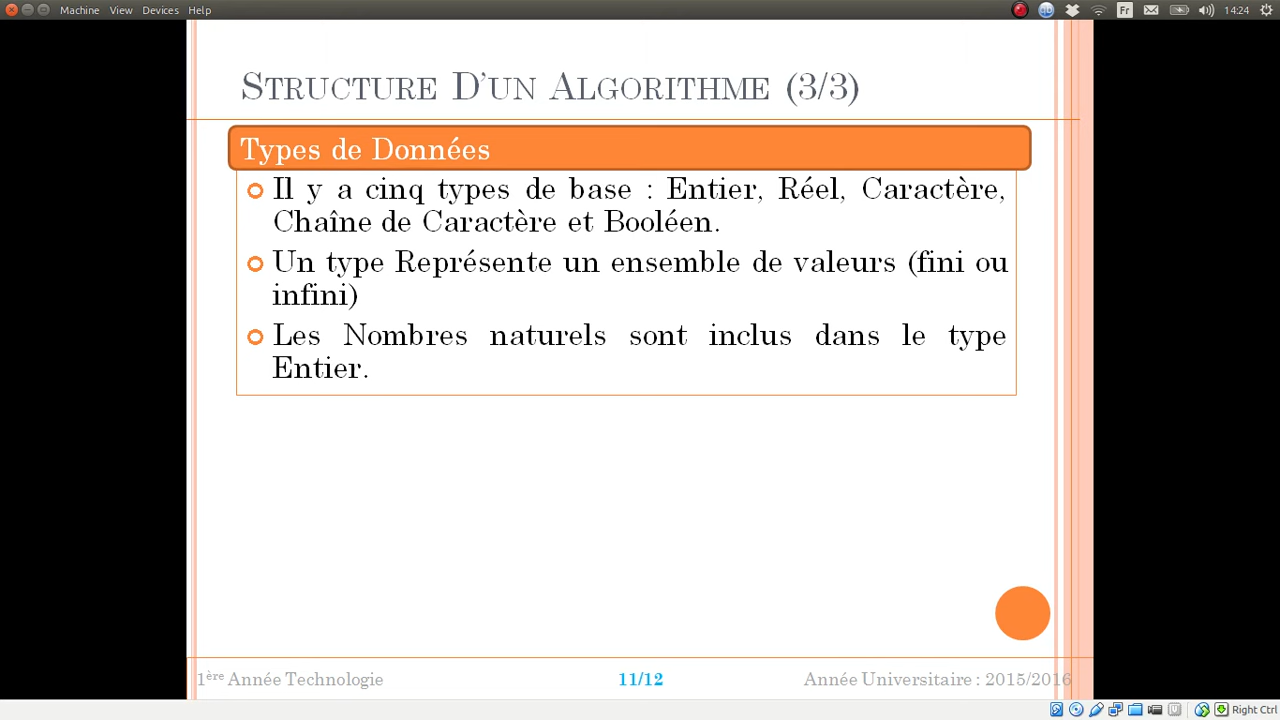 Machine View Devices Help
Fr
14:24
Structure D'un Algorithme (3/3)
Types de Données
Il y a cinq types de base : Entier, Réel, Caractère,
Chaîne de Caractère et Booléen.
Un type Représente un ensemble de valeurs (fini ou
infini)
Les Nombres naturels sont inclus dans le type
Entier.
1ère Année Technologie
11/12
Année Universitaire : 2015/2016
Right Ctrl